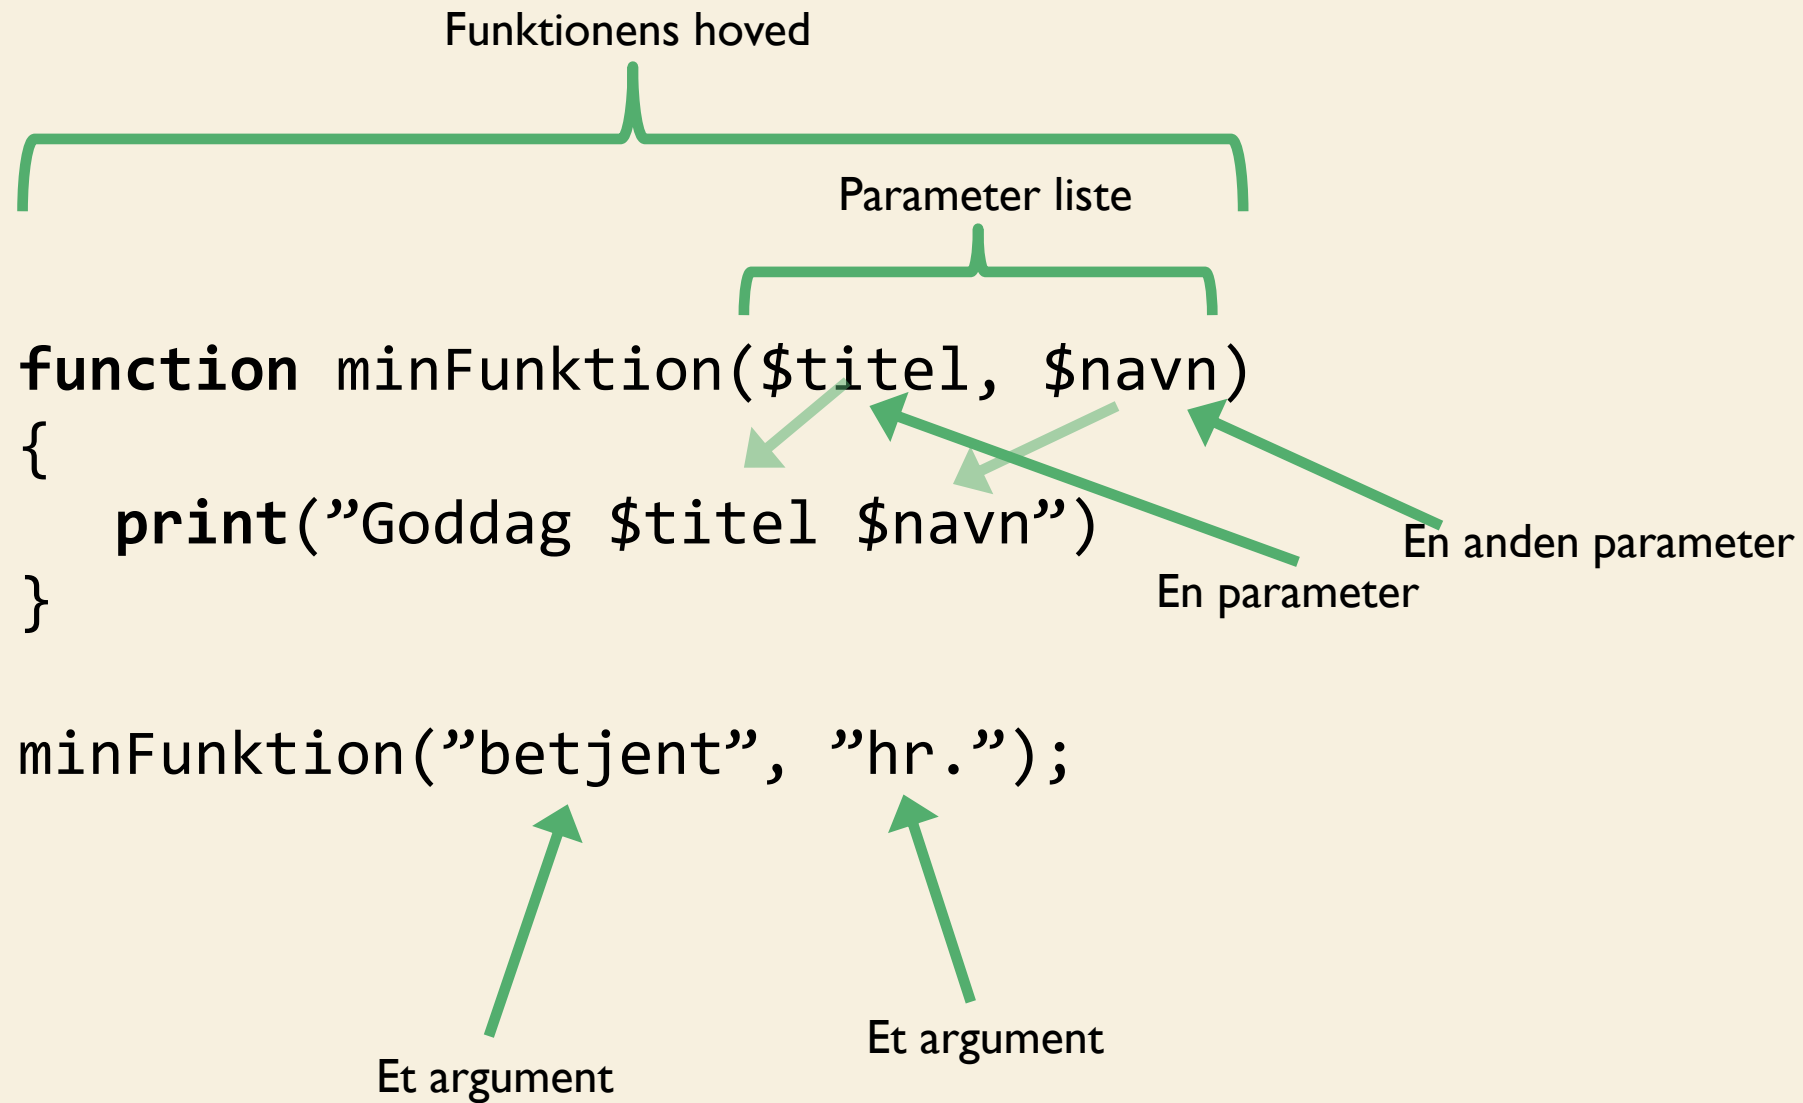 Funktionens hoved
Parameter liste
function minFunktion($titel, $navn)
{
print(”Goddag $titel $navn”)
}
En anden parameter
En parameter
minFunktion(”betjent”, ”hr.”);
Et argument
Et argument